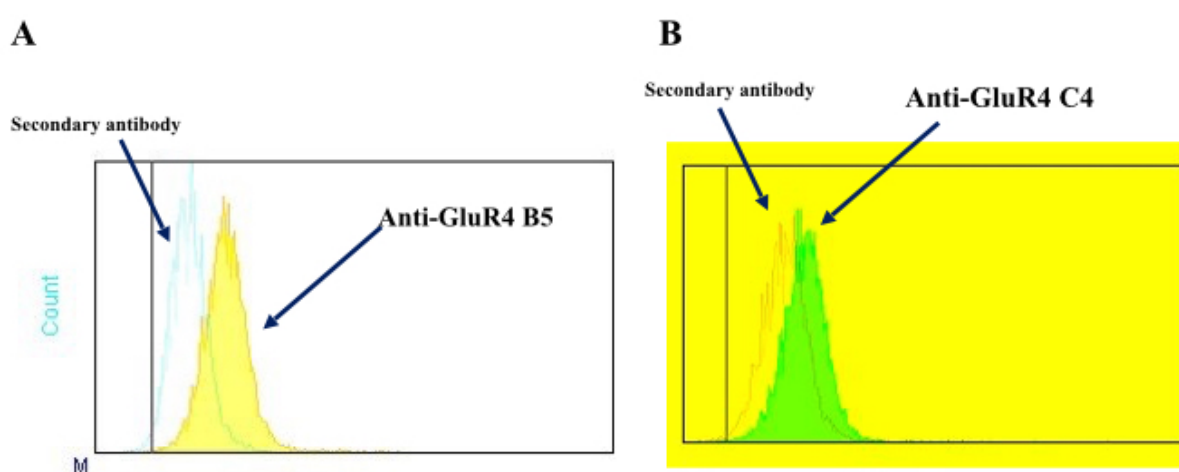 A
B
Secondary antibody
Anti-GluR4 C4
Secondary antibody
Anti-GluR4 B5
Count
M